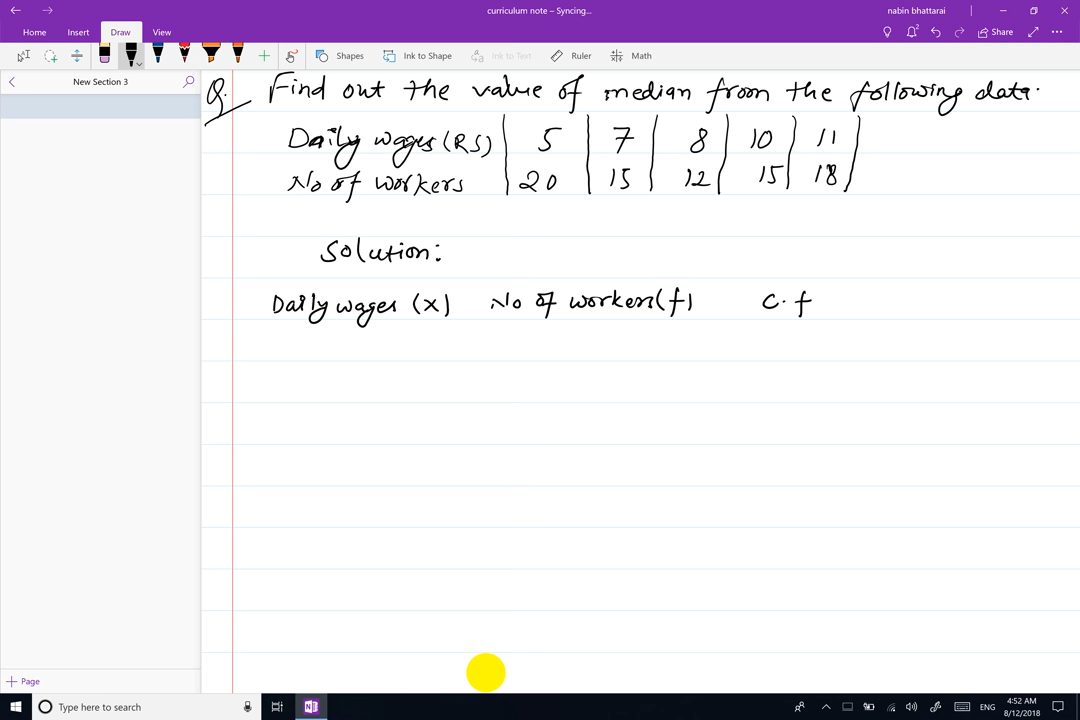 curriculum note – Syncing...
nabin bhattarai
Home Insert Draw View
Share
Shapes Ink to Shape Ink to Text Ruler Math
New Section 3
Q. Find out the value of median from the following data.
Daily wages (RS) 5 7 8 10 11
No of workers 20 15 12 15 18
Solution:
Daily wages (x) No of workers (f) C.f
+ Page
Type here to search
ENG
4:52 AM
8/12/2018